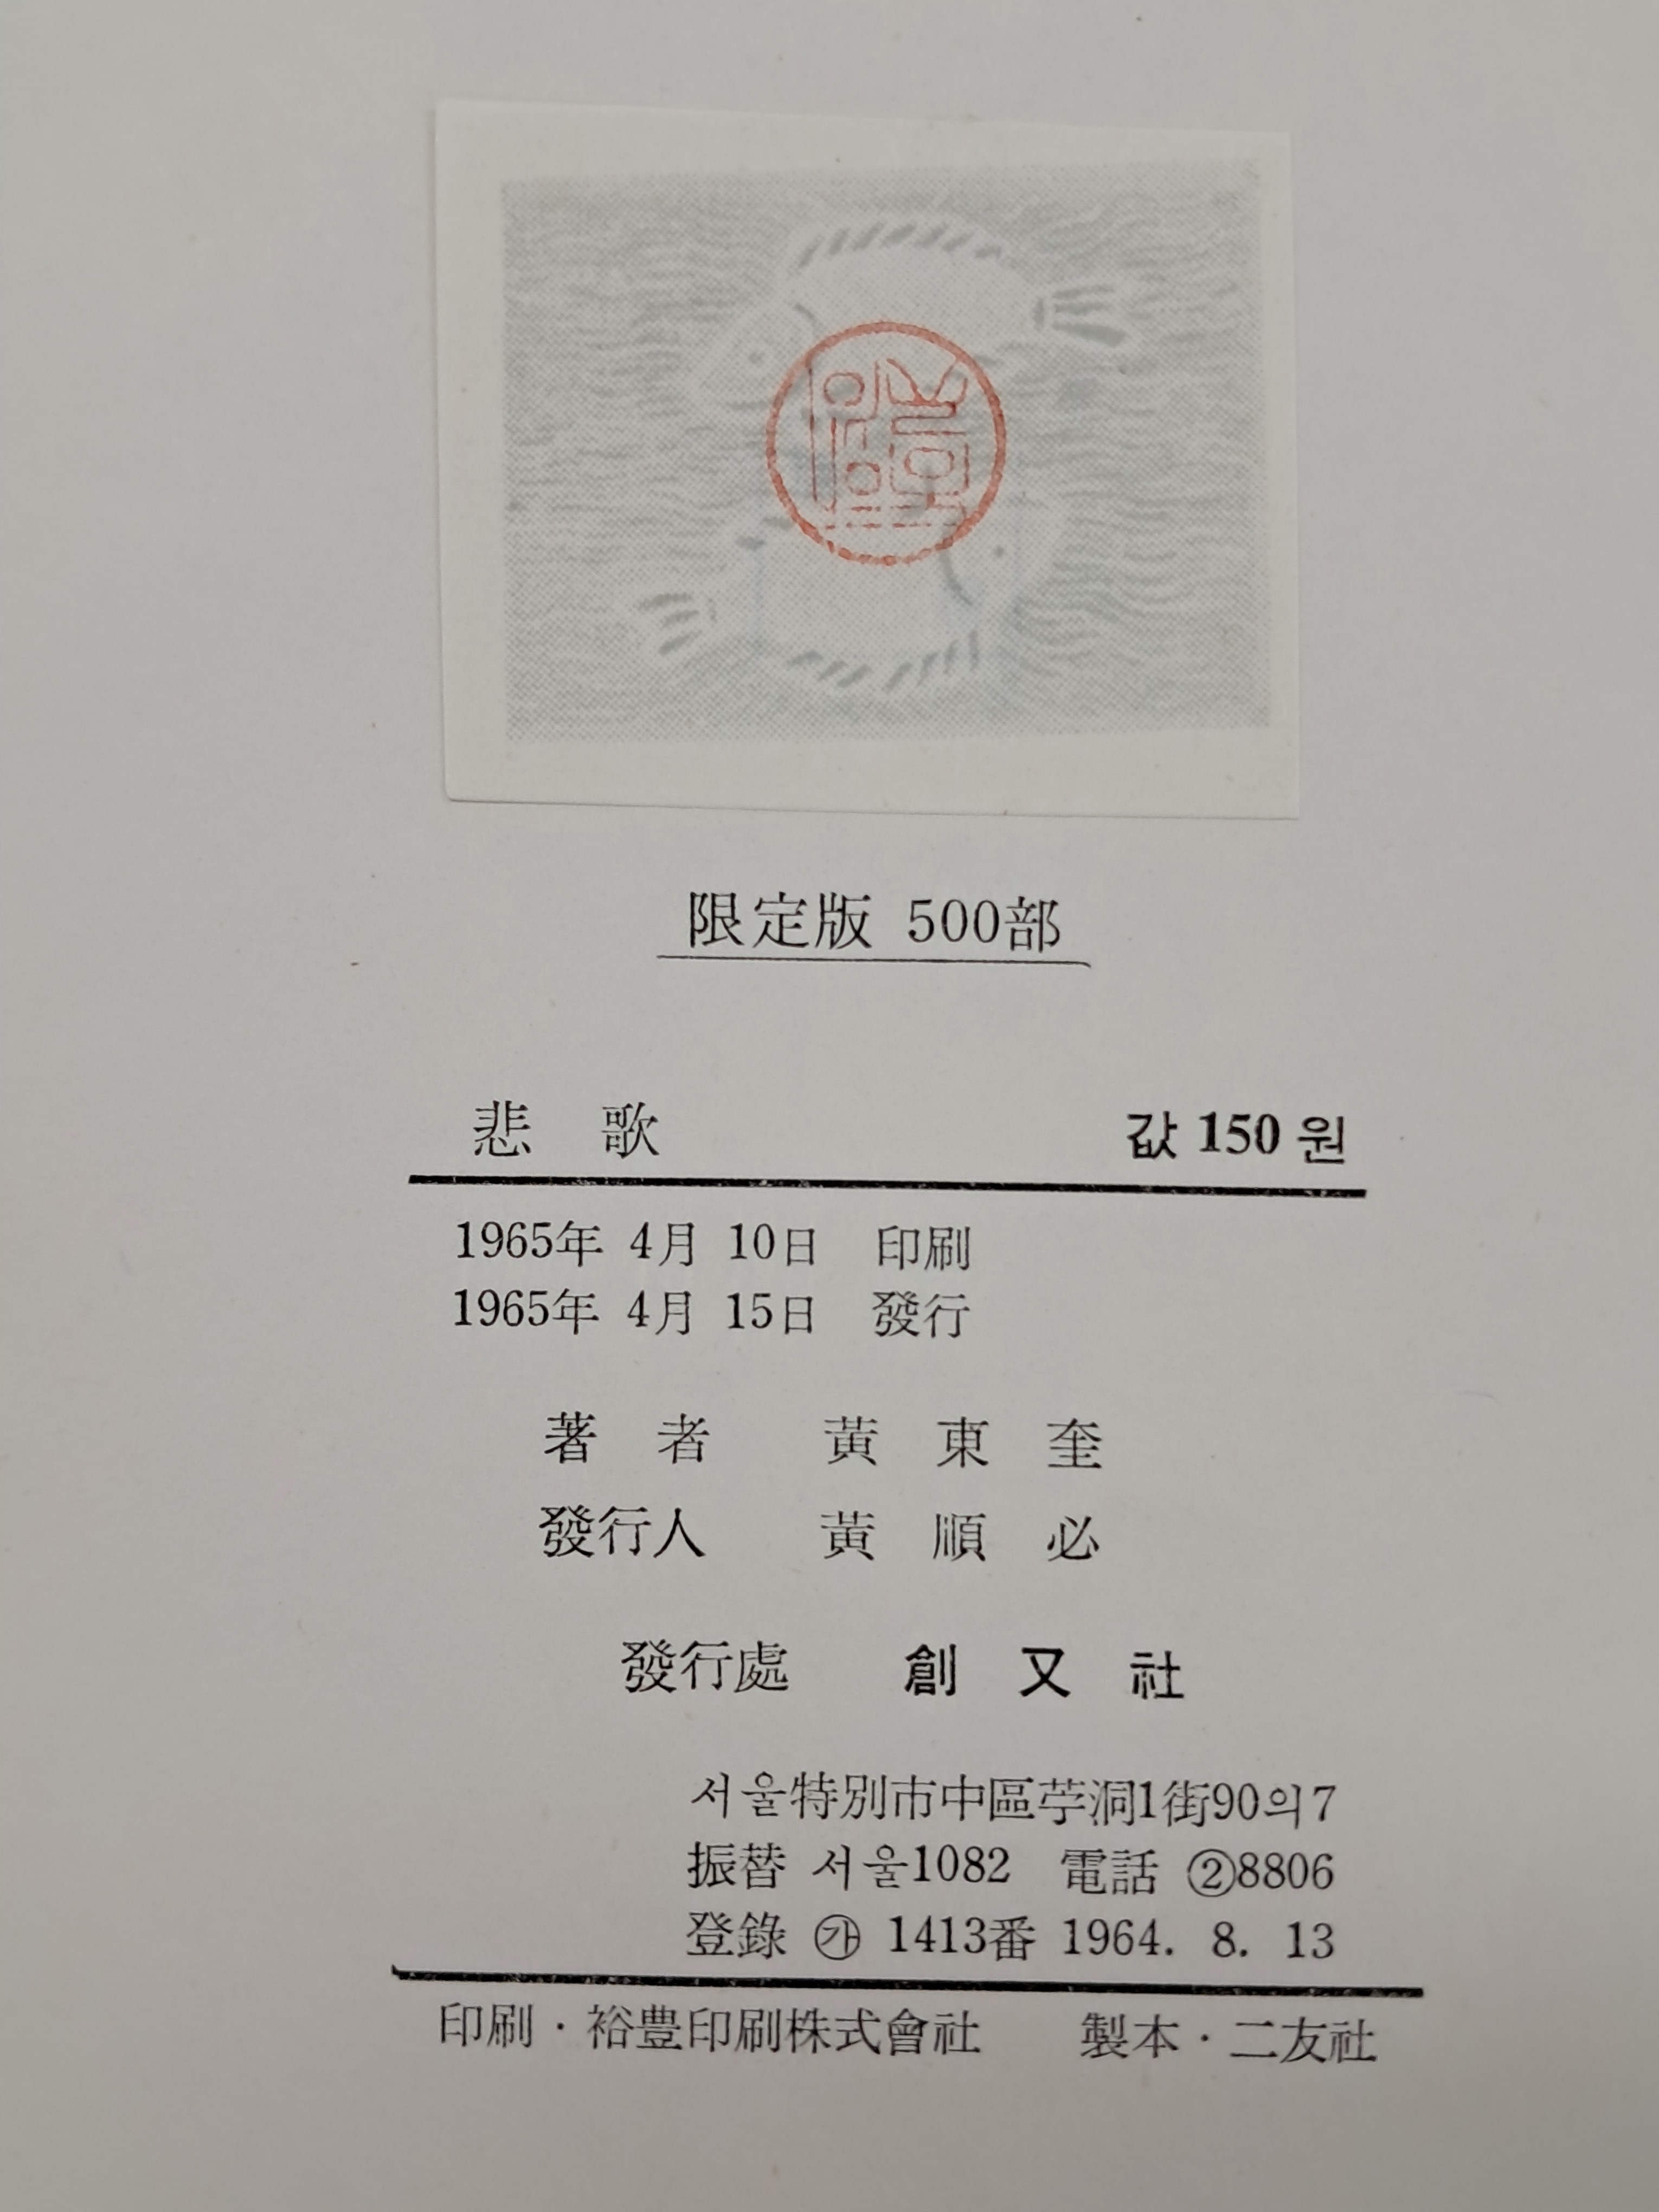 限定版 500部
悲歌 값 150 원
1965年 4月 10日 印刷
1965年 4月 15日 發行
著者 黃東奎
發行人 黃順必
發行處 創又社
서울特別市中區苧洞1街90의7
振替 서울1082 電話 ②8806
登錄 ㉮ 1413番 1964. 8. 13
印刷·裕豊印刷株式會社 製本·二友社